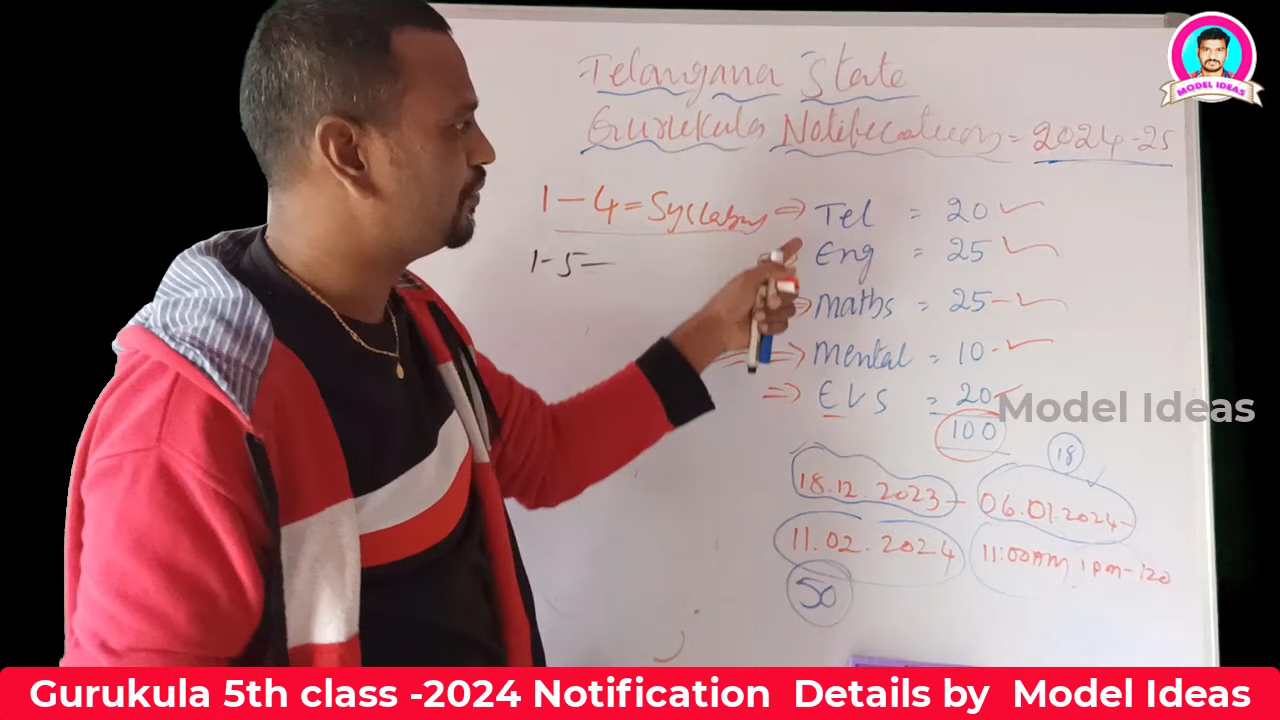 Telangana State
Gurukula Notification = 2024-25
1-4 = Syllabus => Tel = 20
1-5- Eng = 25
=> Maths = 25
=> Mental = 10
=> EVS = 20
100
18
18.12.2023 - 06.01.2024-
11.02.2024 11:00AM 1PM-120
50
MODEL IDEAS
Model Ideas
Gurukula 5th class -2024 Notification Details by Model Ideas